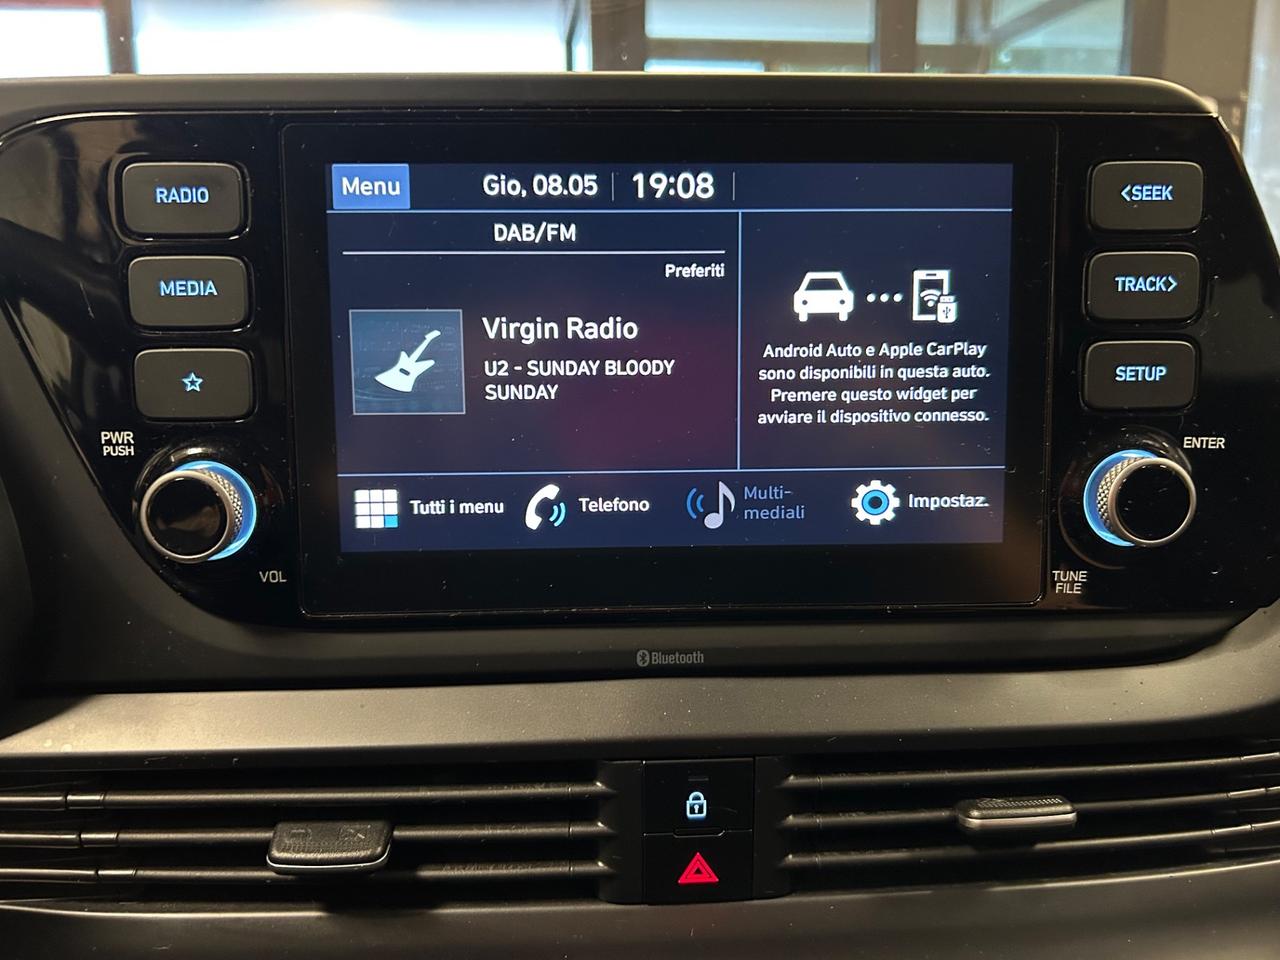 RADIO
MEDIA
PWR
PUSH
VOL
Menu
Gio, 08.05
19:08
DAB/FM
Preferiti
Virgin Radio
U2 - SUNDAY BLOODY
SUNDAY
Android Auto e Apple CarPlay
sono disponibili in questa auto.
Premere questo widget per
avviare il dispositivo connesso.
Tutti i menu
Telefono
Multi-
mediali
Impostaz.
<SEEK
TRACK>
SETUP
ENTER
TUNE
FILE
Bluetooth